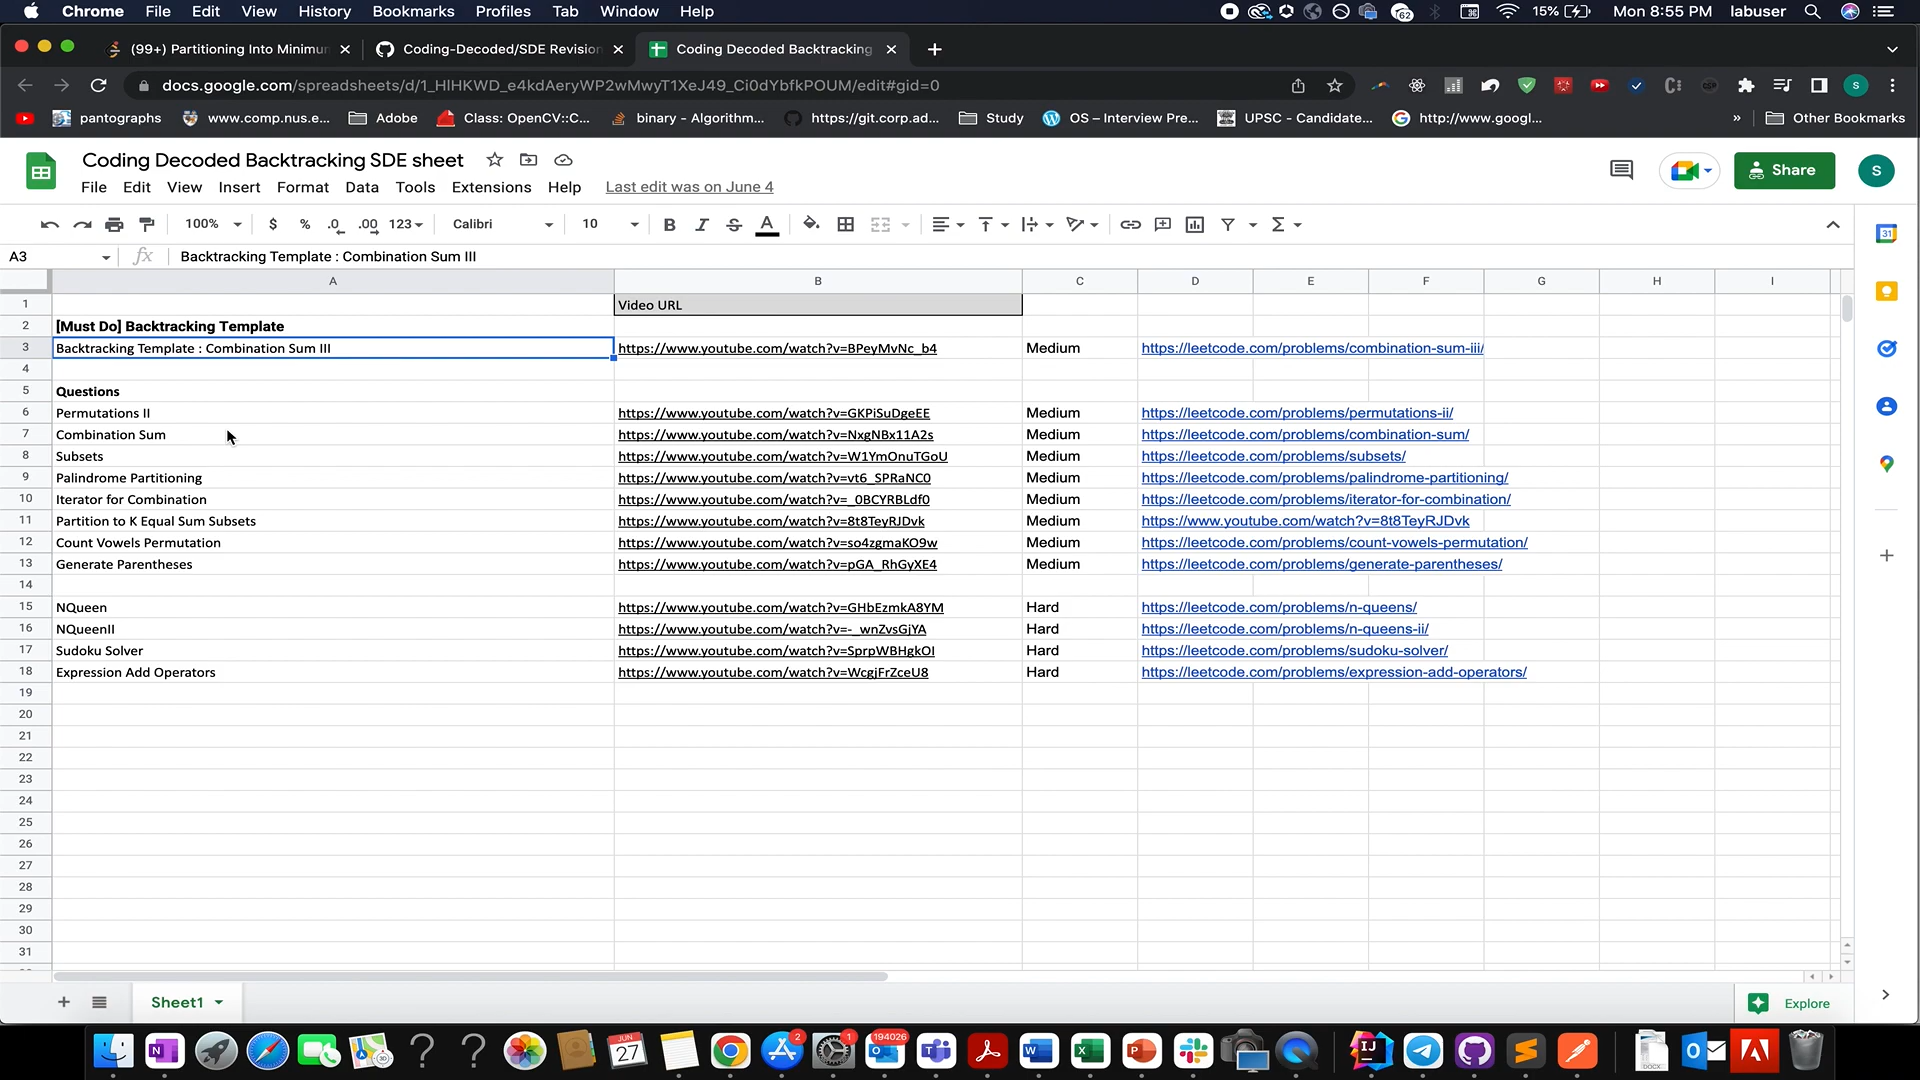 Chrome File Edit View History Bookmarks Profiles Tab Window Help 62 15% Mon 8:55 PM labuser
(99+) Partitioning Into Minimu Coding-Decoded/SDE Revision Coding Decoded Backtracking
docs.google.com/spreadsheets/d/1_HlHKWD_e4kdAeryWP2wMwyT1XeJ49_Ci0dYbfkPOUM/edit#gid=0 S
pantographs www.comp.nus.e... Adobe Class: OpenCV::C... binary - Algorithm... https://git.corp.ad... Study OS – Interview Pre... UPSC - Candidate... http://www.googl... » Other Bookmarks
Coding Decoded Backtracking SDE sheet
Share S
File Edit View Insert Format Data Tools Extensions Help Last edit was on June 4
100% $ % .0 .00 123 Calibri 10 B I S A
A3 fx Backtracking Template : Combination Sum III
A B C D E F G H I
1 Video URL
2 [Must Do] Backtracking Template
3 Backtracking Template : Combination Sum III https://www.youtube.com/watch?v=BPeyMvNc_b4 Medium https://leetcode.com/problems/combination-sum-iii/
4
5 Questions
6 Permutations II https://www.youtube.com/watch?v=GKPiSuDgeEE Medium https://leetcode.com/problems/permutations-ii/
7 Combination Sum https://www.youtube.com/watch?v=NxgNBx11A2s Medium https://leetcode.com/problems/combination-sum/
8 Subsets https://www.youtube.com/watch?v=W1YmOnuTGoU Medium https://leetcode.com/problems/subsets/
9 Palindrome Partitioning https://www.youtube.com/watch?v=vt6_SPRaNC0 Medium https://leetcode.com/problems/palindrome-partitioning/
10 Iterator for Combination https://www.youtube.com/watch?v=_0BCYRBLdf0 Medium https://leetcode.com/problems/iterator-for-combination/
11 Partition to K Equal Sum Subsets https://www.youtube.com/watch?v=8t8TeyRJDvk Medium https://www.youtube.com/watch?v=8t8TeyRJDvk
12 Count Vowels Permutation https://www.youtube.com/watch?v=so4zgmaKO9w Medium https://leetcode.com/problems/count-vowels-permutation/
13 Generate Parentheses https://www.youtube.com/watch?v=pGA_RhGyXE4 Medium https://leetcode.com/problems/generate-parentheses/
14
15 NQueen https://www.youtube.com/watch?v=GHbEzmkA8YM Hard https://leetcode.com/problems/n-queens/
16 NQueenII https://www.youtube.com/watch?v=-_wnZvsGjYA Hard https://leetcode.com/problems/n-queens-ii/
17 Sudoku Solver https://www.youtube.com/watch?v=SprpWBHgkOI Hard https://leetcode.com/problems/sudoku-solver/
18 Expression Add Operators https://www.youtube.com/watch?v=WcgjFrZceU8 Hard https://leetcode.com/problems/expression-add-operators/
19
20
21
22
23
24
25
26
27
28
29
30
31
Sheet1 Explore
JUN 27 2 1 194026